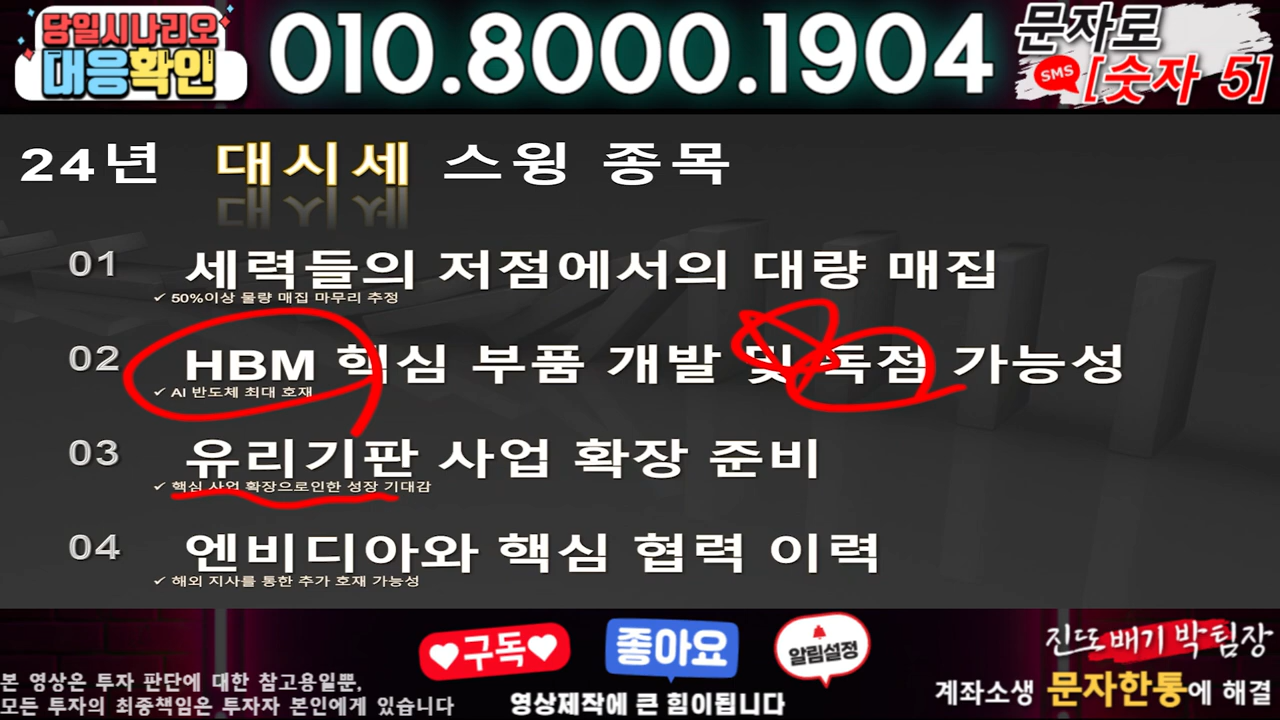 당일시나리오
대응확인
010.8000.1904
문자로
SMS
[숫자 5]
24년 대시세 스윙 종목
01 세력들의 저점에서의 대량 매집
✓ 50%이상 물량 매집 마무리 추정
02 HBM 핵심 부품 개발 및 독점 가능성
✓ AI 반도체 최대 호재
03 유리기판 사업 확장 준비
✓ 핵심 사업 확장으로인한 성장 기대감
04 엔비디아와 핵심 협력 이력
✓ 해외 지사를 통한 추가 호재 가능성
구독
좋아요
알림설정
영상제작에 큰 힘이됩니다
본 영상은 투자 판단에 대한 참고용일뿐,
모든 투자의 최종책임은 투자자 본인에게 있습니다
진또배기 박팀장
계좌소생 문자한통에 해결